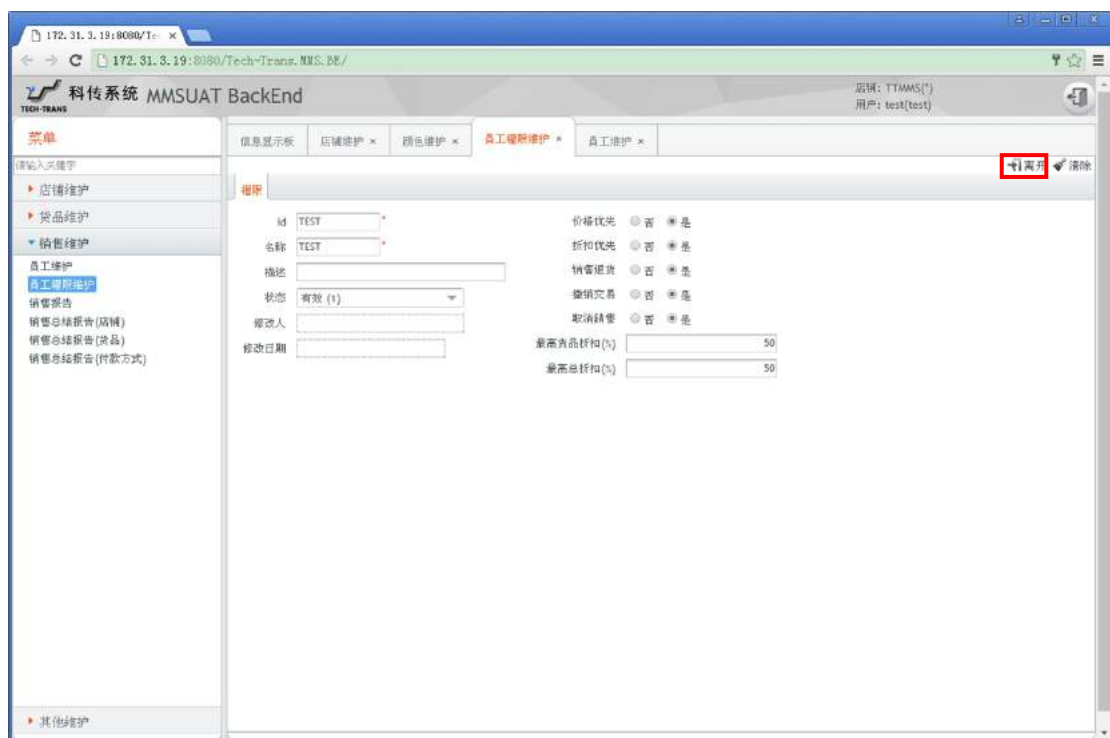 172.31.3.19:8080/Te
172.31.3.19:8080/Tech-Trans.MMS.BE/
科传系统 MMSUAT BackEnd
TECH-TRANS
店铺: TTMMS(*)
用户: test(test)
菜单
信息显示板
店铺维护 ×
颜色维护 ×
员工權限维护 ×
员工维护 ×
请输入关键字
离开
清除
店铺维护
货品维护
销售维护
员工维护
员工權限维护
销售报告
销售总结报告(店铺)
销售总结报告(货品)
销售总结报告(付款方式)
其他维护
權限
id TEST *
名称 TEST *
描述
状态 有效 (1)
修改人
修改日期
价格优先 否 是
折扣优先 否 是
销售退货 否 是
撤销交易 否 是
取消銷售 否 是
最高货品折扣(%) 50
最高总折扣(%) 50